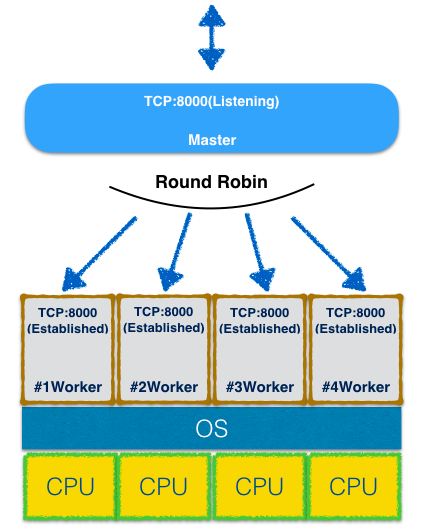 TCP:8000(Listening)
Master
Round Robin
TCP:8000 TCP:8000 TCP:8000 TCP:8000
(Established) (Established) (Established) (Established)
#1Worker #2Worker #3Worker #4Worker
OS
CPU CPU CPU CPU